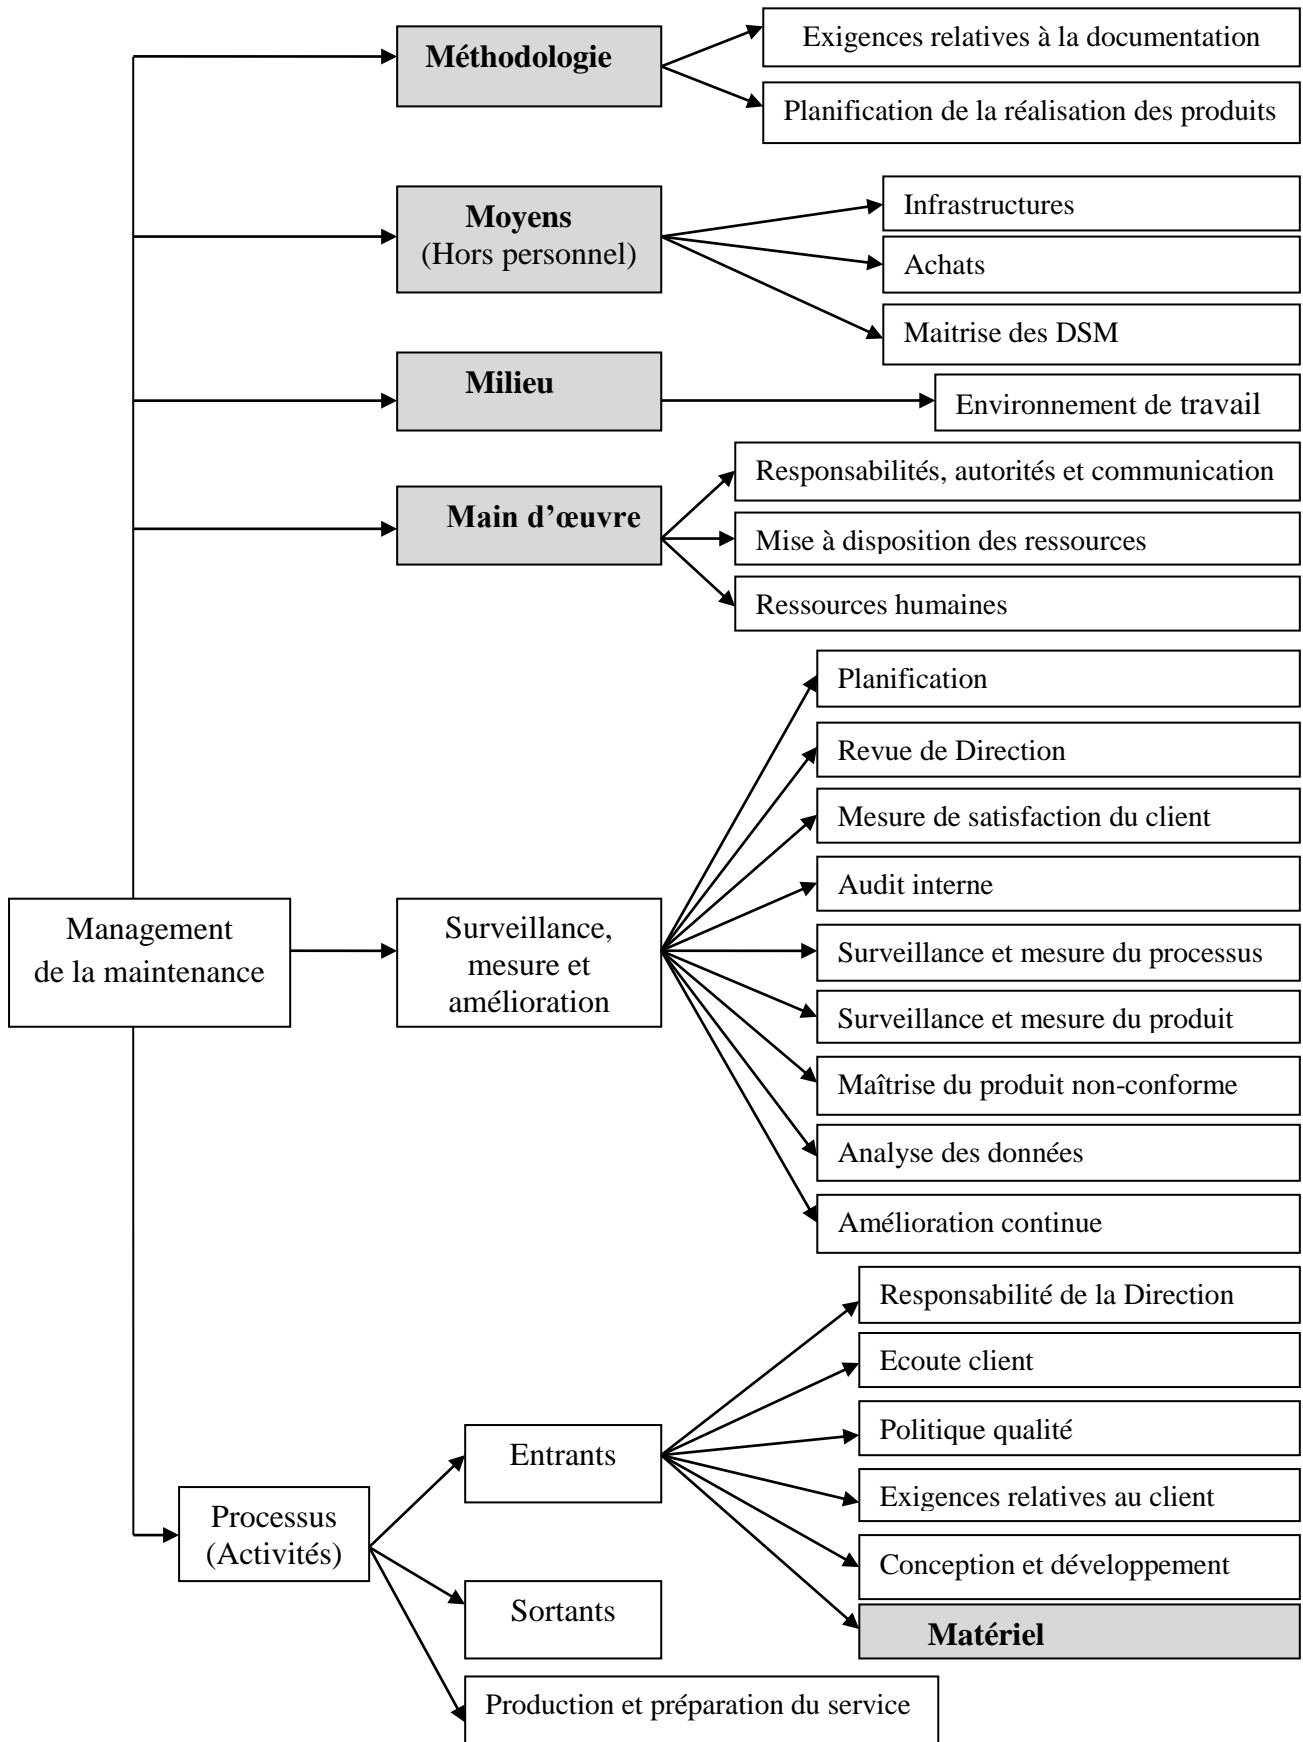 Méthodologie
Exigences relatives à la documentation
Planification de la réalisation des produits
Moyens
(Hors personnel)
Infrastructures
Achats
Maitrise des DSM
Milieu
Environnement de travail
Main d’œuvre
Responsabilités, autorités et communication
Mise à disposition des ressources
Ressources humaines
Management
de la maintenance
Surveillance,
mesure et
amélioration
Planification
Revue de Direction
Mesure de satisfaction du client
Audit interne
Surveillance et mesure du processus
Surveillance et mesure du produit
Maîtrise du produit non-conforme
Analyse des données
Amélioration continue
Processus
(Activités)
Entrants
Responsabilité de la Direction
Ecoute client
Politique qualité
Exigences relatives au client
Conception et développement
Matériel
Sortants
Production et préparation du service